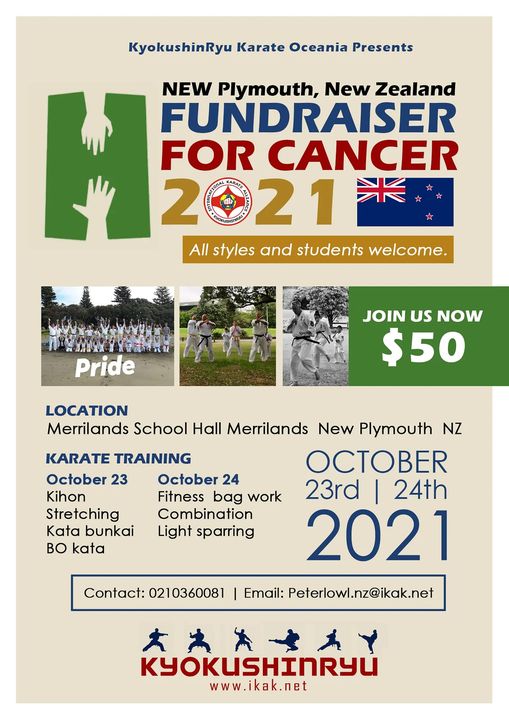 KyokushinRyu Karate Oceania Presents
NEW Plymouth, New Zealand
FUNDRAISER
FOR CANCER
2021
All styles and students welcome.
Pride
JOIN US NOW
$50
LOCATION
Merrilands School Hall Merrilands New Plymouth NZ
KARATE TRAINING
October 23
Kihon
Stretching
Kata bunkai
BO kata
October 24
Fitness bag work
Combination
Light sparring
OCTOBER
23rd | 24th
2021
Contact: 0210360081 | Email: Peterlowl.nz@ikak.net
KYOKUSHINRYU
www.ikak.net